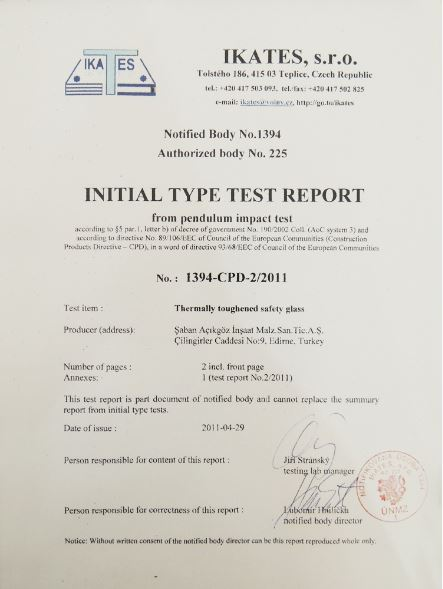 IKATES
IKATES, s.r.o.
Tolstého 186, 415 03 Teplice, Czech Republic
tel.: +420 417 503 093, tel./fax: +420 417 502 825
e-mail: ikates@volny.cz, http://go.to/ikates
Notified Body No.1394
Authorized body No. 225
INITIAL TYPE TEST REPORT
from pendulum impact test
according to §5 par.1, letter b) of decree of government No. 190/2002 Coll. (AoC system 3) and
according to directive No. 89/106/EEC of Council of the European Communities (Construction
Products Directive – CPD), in a word of directive 93/68/EEC of Council of the European Communities
No. : 1394-CPD-2/2011
Test item : Thermally toughened safety glass
Producer (address): Şaban Açıkgöz İnşaat Malz.San.Tic.A.Ş.
Çilingirler Caddesi No:9, Edirne, Turkey
Number of pages : 2 incl. front page
Annexes: 1 (test report No.2/2011)
This test report is part document of notified body and cannot replace the summary
report from initial type tests.
Date of issue : 2011-04-29
Person responsible for content of this report : Jiří Stránský
testing lab manager
Person responsible for correctness of this report : Lubomír
notified body director
ÚNMZ
Notice: Without written consent of the notified body director can be this report reproduced whole only.